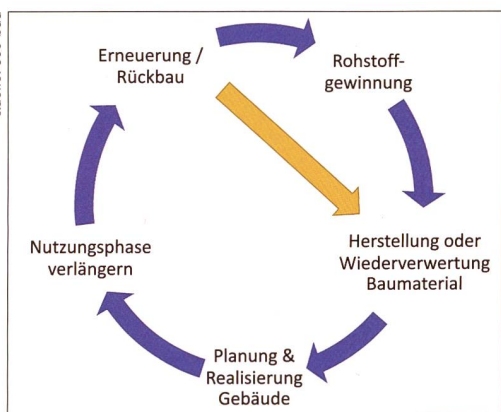 Erneuerung /
Rückbau
Rohstoff-
gewinnung
Herstellung oder
Wiederverwertung
Baumaterial
Planung &
Realisierung
Gebäude
Nutzungsphase
verlängern